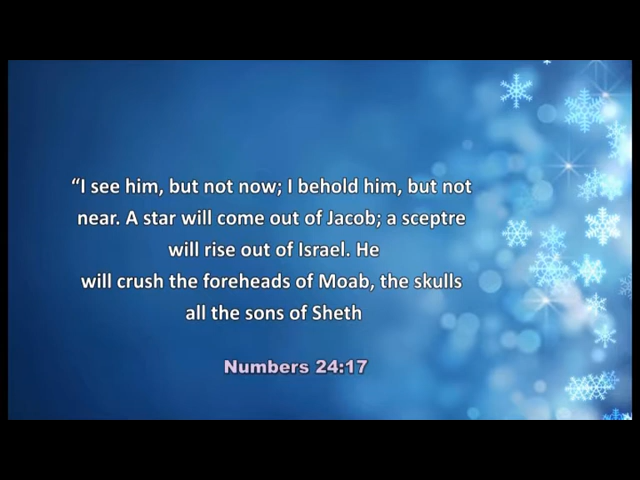 “I see him, but not now; I behold him, but not
near. A star will come out of Jacob; a sceptre
will rise out of Israel. He
will crush the foreheads of Moab, the skulls
all the sons of Sheth
Numbers 24:17